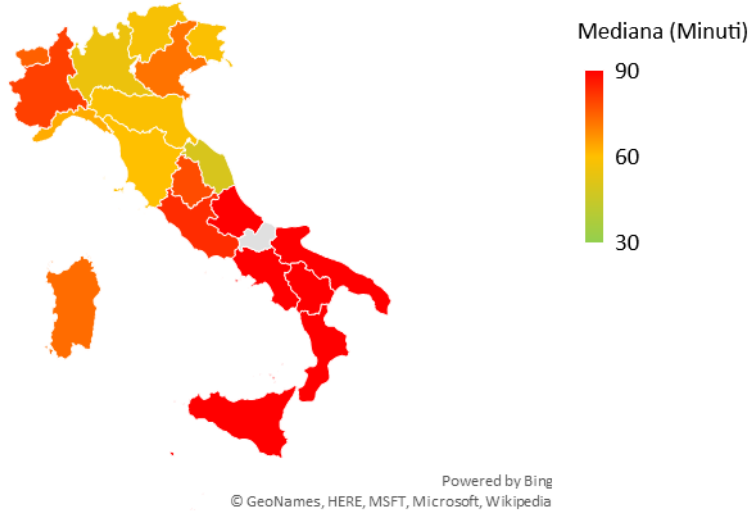 Mediana (Minuti)
90
60
30
Powered by Bing
© GeoNames, HERE, MSFT, Microsoft, Wikipedia